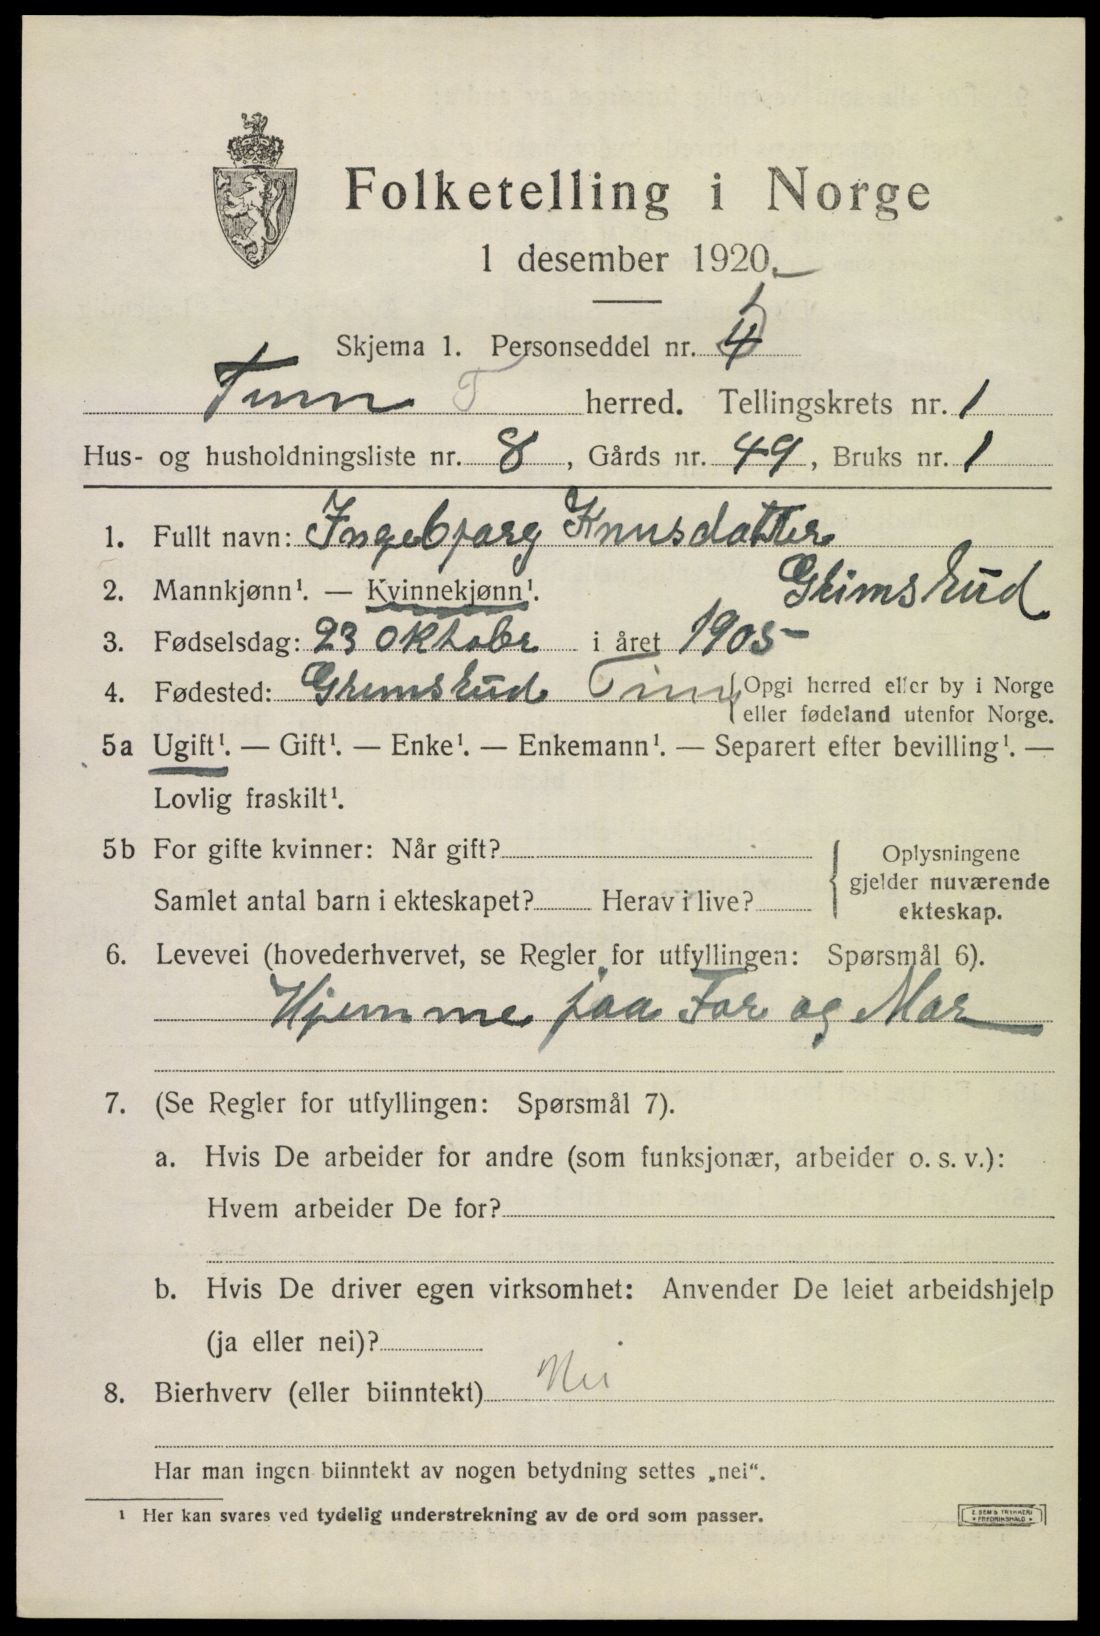 Folketelling i Norge
1 desember 1920.
Skjema 1. Personseddel nr. 4
Tinn T herred. Tellingskrets nr. 1
Hus- og husholdningsliste nr. 8, Gårds nr. 49, Bruks nr. 1
1. Fullt navn: Ingebjørg Knusdatter
Grimsrud
2. Mannkjønn¹. — Kvinnekjønn¹.
3. Fødselsdag: 23 oktober i året 1905
4. Fødested: Grimsrud Tinn {Opgi herred eller by i Norge
eller fødeland utenfor Norge.
5a Ugift¹. — Gift¹. — Enke¹. — Enkemann¹. — Separert efter bevilling¹. —
Lovlig fraskilt¹.
5b For gifte kvinner: Når gift?
Samlet antal barn i ekteskapet? Herav i live?
{ Oplysningene
gjelder nuværende
ekteskap.
6. Levevei (hovederhvervet, se Regler for utfyllingen: Spørsmål 6).
Hjemme paa Far og Mor
7. (Se Regler for utfyllingen: Spørsmål 7).
a. Hvis De arbeider for andre (som funksjonær, arbeider o. s. v.):
Hvem arbeider De for?
b. Hvis De driver egen virksomhet: Anvender De leiet arbeidshjelp
(ja eller nei)?
8. Bierhverv (eller biinntekt) Nei
Har man ingen biinntekt av nogen betydning settes „nei“.
¹ Her kan svares ved tydelig understrekning av de ord som passer.
E. SEM'S TRYKKERI
FREDRIKSHALD